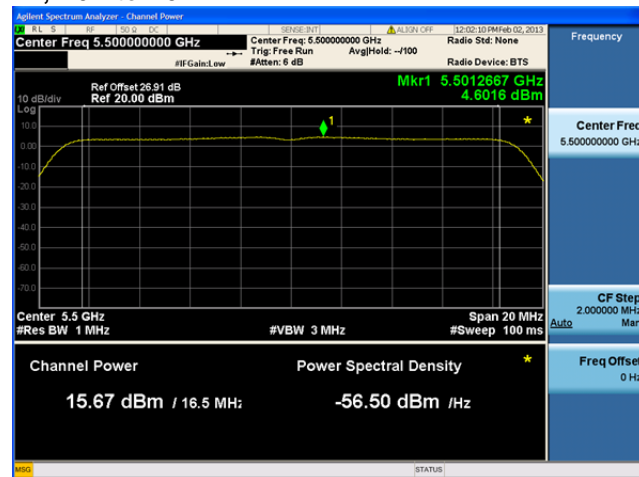 Agilent Spectrum Analyzer - Channel Power
RL S RF 50 Ω DC SENSE:INT ALIGN OFF 12:02:10 PM Feb 02, 2013
Center Freq 5.500000000 GHz
Center Freq: 5.500000000 GHz
Radio Std: None
Trig: Free Run Avg|Hold: --/100
#IFGain:Low #Atten: 6 dB Radio Device: BTS
Frequency
Mkr1 5.5012667 GHz
4.6016 dBm
Ref Offset 26.91 dB
10 dB/div Ref 20.00 dBm
Log
10.0
0.00
-10.0
-20.0
-30.0
-40.0
-50.0
-60.0
-70.0
1
*
Center Freq
5.500000000 GHz
Center 5.5 GHz Span 20 MHz
#Res BW 1 MHz #VBW 3 MHz #Sweep 100 ms
CF Step
2.000000 MHz
Auto Man
Channel Power Power Spectral Density *
15.67 dBm / 16.5 MHz -56.50 dBm /Hz
Freq Offset
0 Hz
MSG STATUS